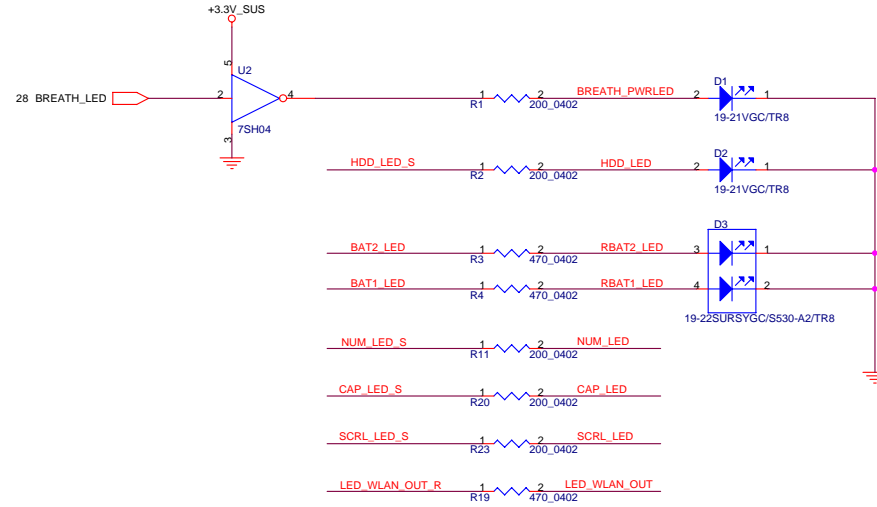 +3.3V_SUS
5
U2
28 BREATH_LED
2
4
3
7SH04
1
R1
2
200_0402
BREATH_PWRLED
2
D1
1
19-21VGC/TR8
HDD_LED_S
1
R2
2
200_0402
HDD_LED
2
D2
1
19-21VGC/TR8
BAT2_LED
1
R3
2
470_0402
RBAT2_LED
3
D3
1
BAT1_LED
1
R4
2
470_0402
RBAT1_LED
4
2
19-22SURSYGC/S530-A2/TR8
NUM_LED_S
1
R11
2
200_0402
NUM_LED
CAP_LED_S
1
R20
2
200_0402
CAP_LED
SCRL_LED_S
1
R23
2
200_0402
SCRL_LED
LED_WLAN_OUT_R
1
R19
2
470_0402
LED_WLAN_OUT